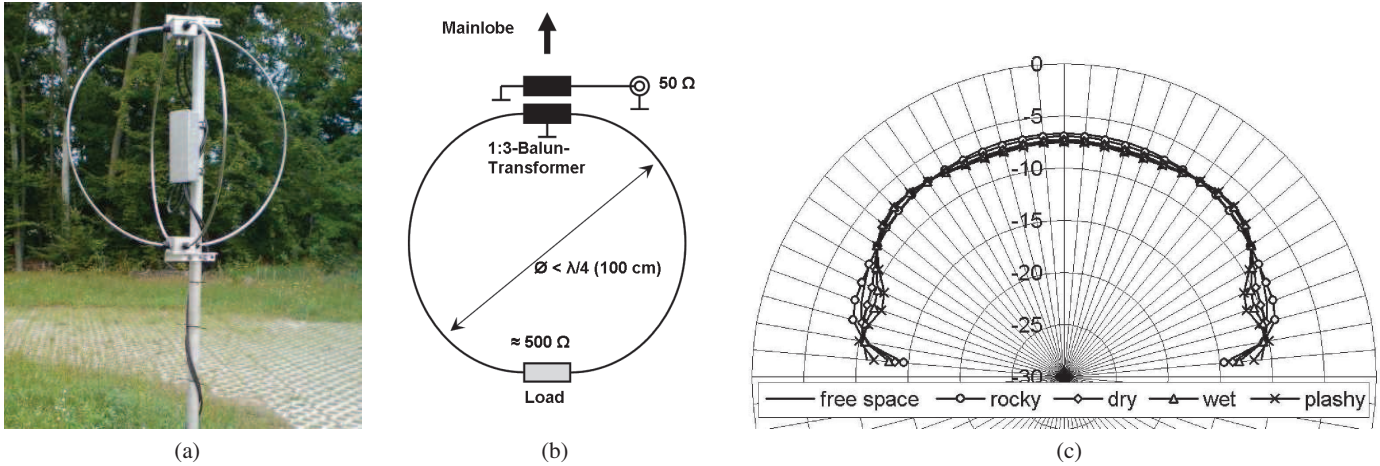 Mainlobe
50 Ω
1:3-Balun-
Transformer
Ø < λ/4 (100 cm)
≈ 500 Ω
Load
0
-5
-10
-15
-20
-25
-30
free space rocky dry wet plashy
(a) (b) (c)